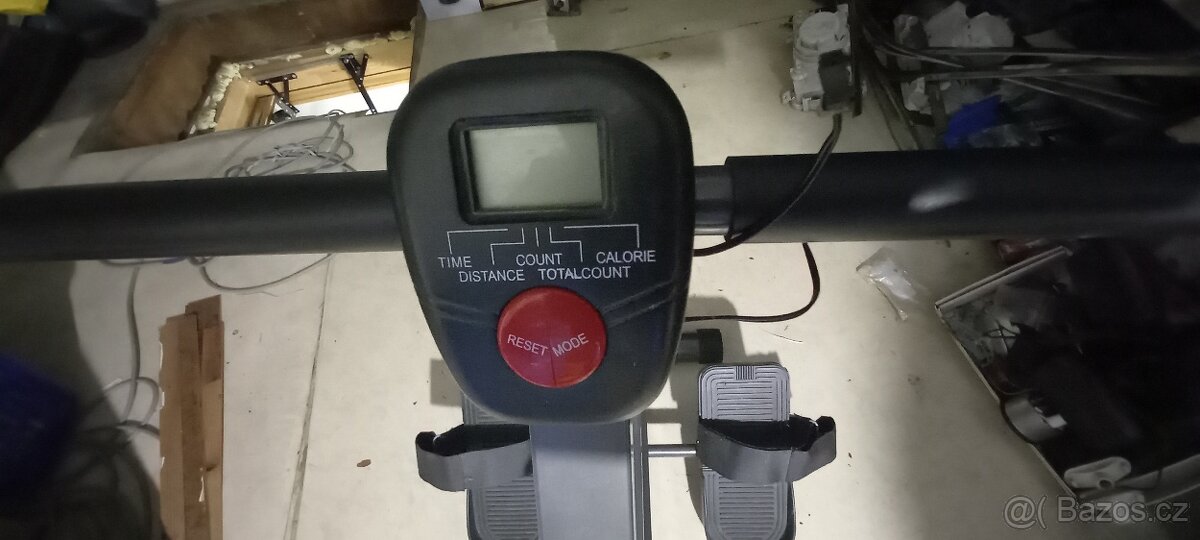 TIME COUNT CALORIE
DISTANCE TOTALCOUNT
RESET MODE
@( Bazos.cz